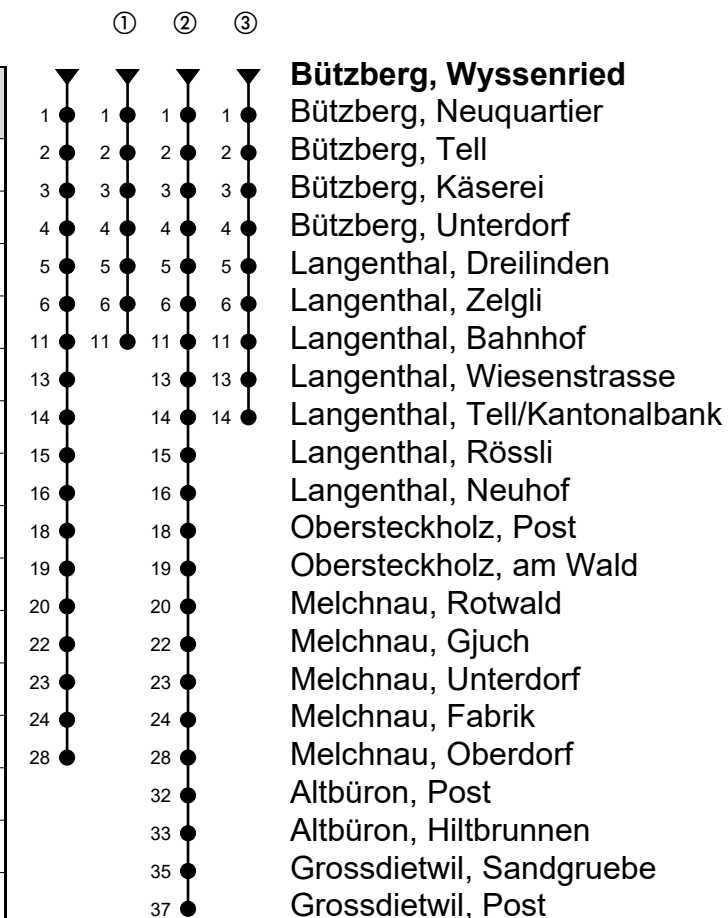 ① ② ③
Bützberg, Wyssenried
1 1 1 1 Bützberg, Neuquartier
2 2 2 2 Bützberg, Tell
3 3 3 3 Bützberg, Käserei
4 4 4 4 Bützberg, Unterdorf
5 5 5 5 Langenthal, Dreilinden
6 6 6 6 Langenthal, Zelgli
11 11 11 11 Langenthal, Bahnhof
13 13 13 Langenthal, Wiesenstrasse
14 14 14 Langenthal, Tell/Kantonalbank
15 15 Langenthal, Rössli
16 16 Langenthal, Neuhof
18 18 Obersteckholz, Post
19 19 Obersteckholz, am Wald
20 20 Melchnau, Rotwald
22 22 Melchnau, Gjuch
23 23 Melchnau, Unterdorf
24 24 Melchnau, Fabrik
28 28 Melchnau, Oberdorf
32 Altbüron, Post
33 Altbüron, Hiltbrunnen
35 Grossdietwil, Sandgruebe
37 Grossdietwil, Post